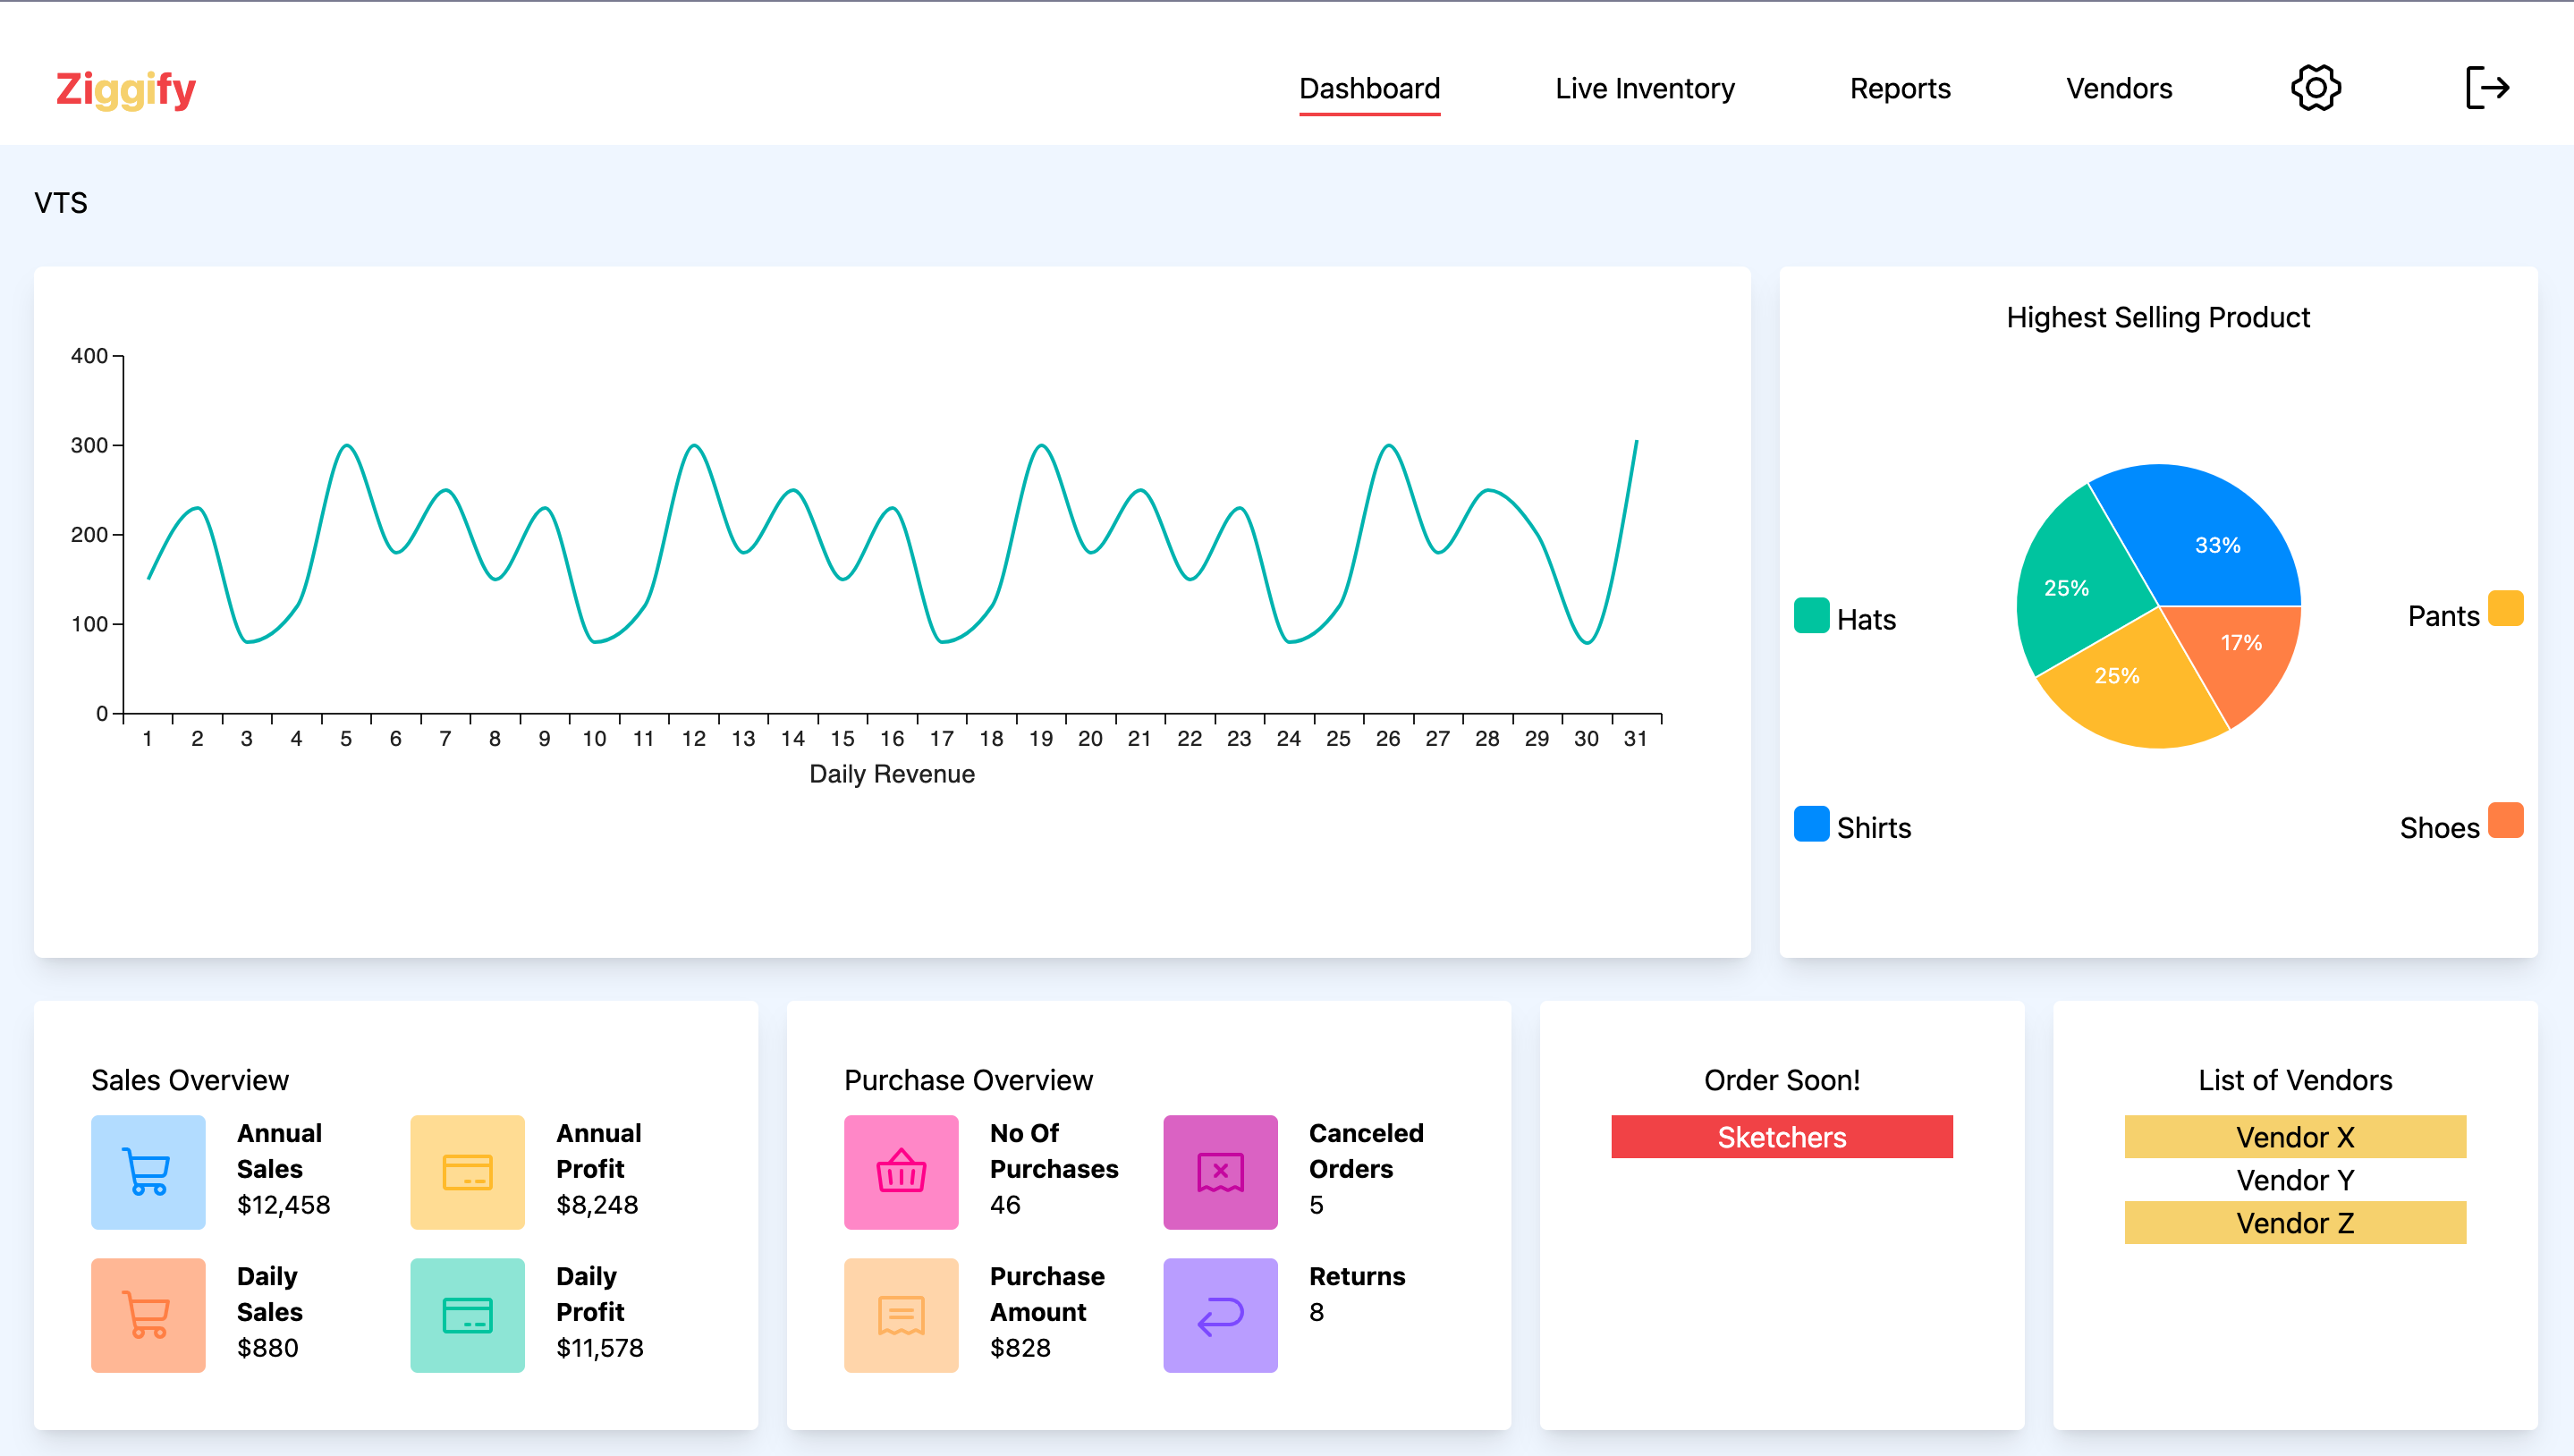 Ziggify
Dashboard
Live Inventory
Reports
Vendors
VTS
400
300
200
100
0
1 2 3 4 5 6 7 8 9 10 11 12 13 14 15 16 17 18 19 20 21 22 23 24 25 26 27 28 29 30 31
Daily Revenue
Highest Selling Product
33%
25%
17%
25%
Hats
Pants
Shirts
Shoes
Sales Overview
Annual
Sales
$12,458
Annual
Profit
$8,248
Daily
Sales
$880
Daily
Profit
$11,578
Purchase Overview
No Of
Purchases
46
Canceled
Orders
5
Purchase
Amount
$828
Returns
8
Order Soon!
Sketchers
List of Vendors
Vendor X
Vendor Y
Vendor Z